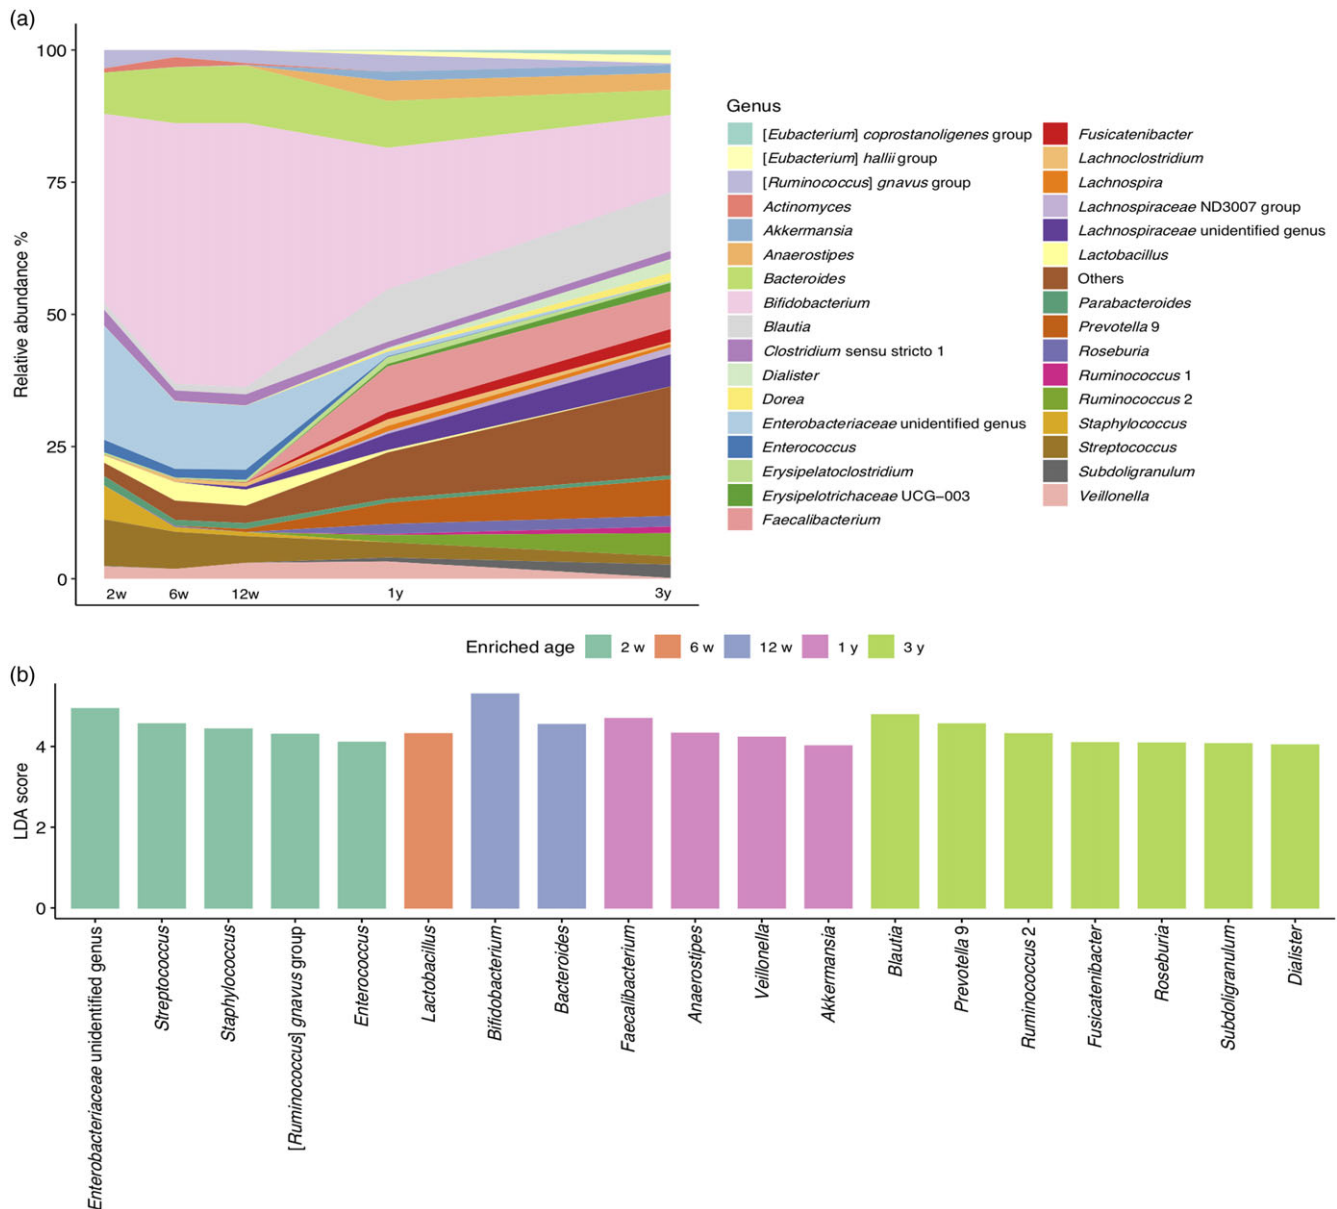 (a)
100
75
50
25
0
Relative abundance %
2w 6w 12w 1y 3y
Genus
[Eubacterium] coprostanoligenes group
[Eubacterium] hallii group
[Ruminococcus] gnavus group
Actinomyces
Akkermansia
Anaerostipes
Bacteroides
Bifidobacterium
Blautia
Clostridium sensu stricto 1
Dialister
Dorea
Enterobacteriaceae unidentified genus
Enterococcus
Erysipelatoclostridium
Erysipelotrichaceae UCG–003
Faecalibacterium
Fusicatenibacter
Lachnoclostridium
Lachnospira
Lachnospiraceae ND3007 group
Lachnospiraceae unidentified genus
Lactobacillus
Others
Parabacteroides
Prevotella 9
Roseburia
Ruminococcus 1
Ruminococcus 2
Staphylococcus
Streptococcus
Subdoligranulum
Veillonella
Enriched age 2 w 6 w 12 w 1 y 3 y
(b)
4
2
0
LDA score
Enterobacteriaceae unidentified genus
Streptococcus
Staphylococcus
[Ruminococcus] gnavus group
Enterococcus
Lactobacillus
Bifidobacterium
Bacteroides
Faecalibacterium
Anaerostipes
Veillonella
Akkermansia
Blautia
Prevotella 9
Ruminococcus 2
Fusicatenibacter
Roseburia
Subdoligranulum
Dialister